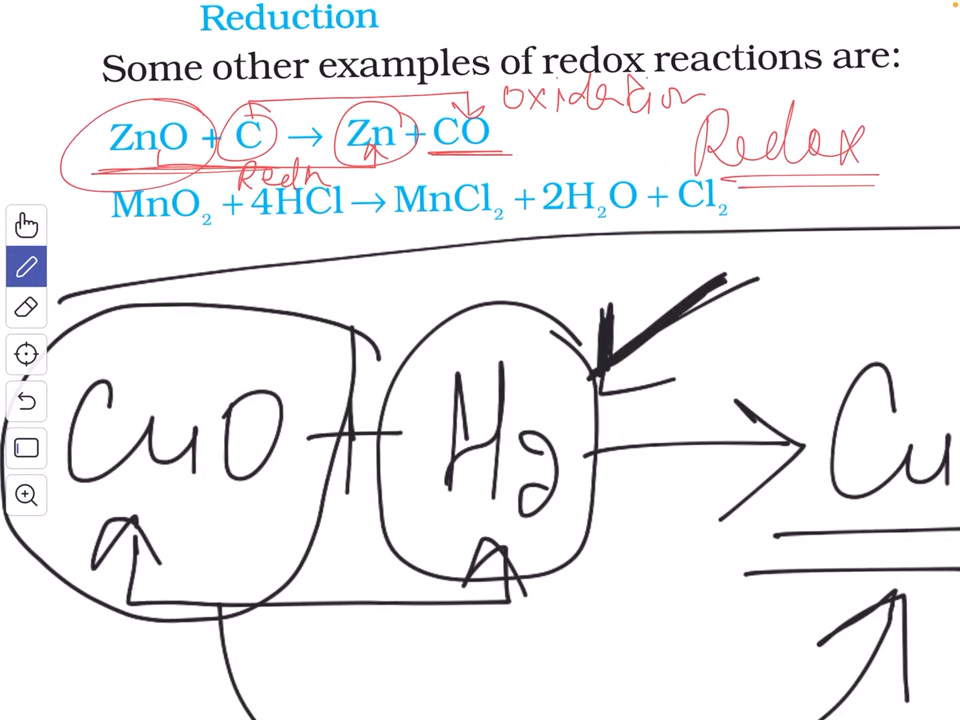 Reduction
Some other examples of redox reactions are:
oxidation
ZnO + C → Zn + CO
Redox
Redn
MnO₂ + 4HCl → MnCl₂ + 2H₂O + Cl₂
CuO + H₂ → Cu